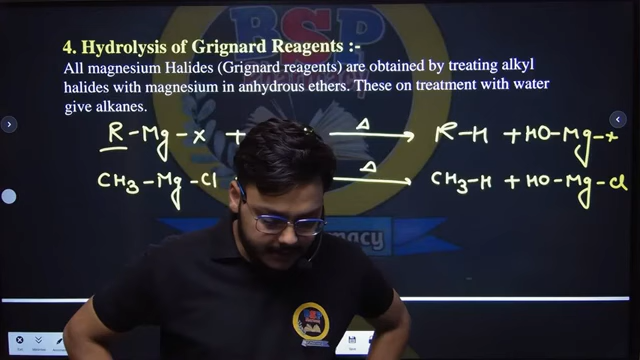 4. Hydrolysis of Grignard Reagents :-
All magnesium Halides (Grignard reagents) are obtained by treating alkyl
halides with magnesium in anhydrous ethers. These on treatment with water
give alkanes.
R-Mg-x + Δ → R-H + HO-Mg-x
CH3-Mg-Cl Δ → CH3-H + HO-Mg-Cl
BSP